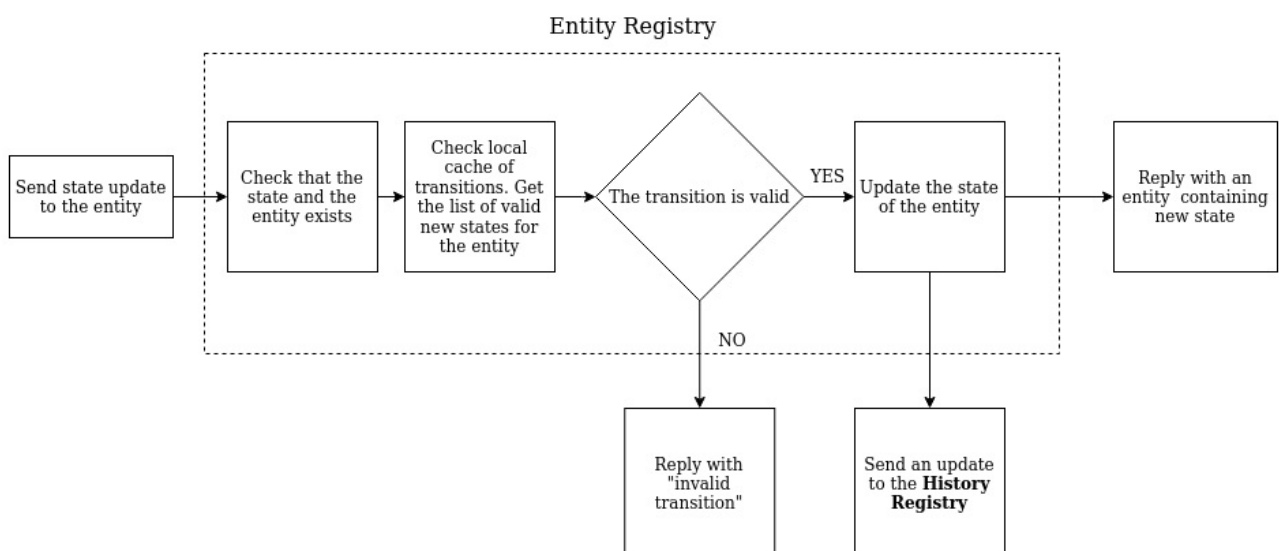 Entity Registry
Send state update
to the entity
Check that the
state and the
entity exists
Check local
cache of
transitions. Get
the list of valid
new states for
the entity
The transition is valid
YES
Update the state
of the entity
Reply with an
entity  containing
new state
NO
Reply with
"invalid
transition"
Send an update
to the History
Registry